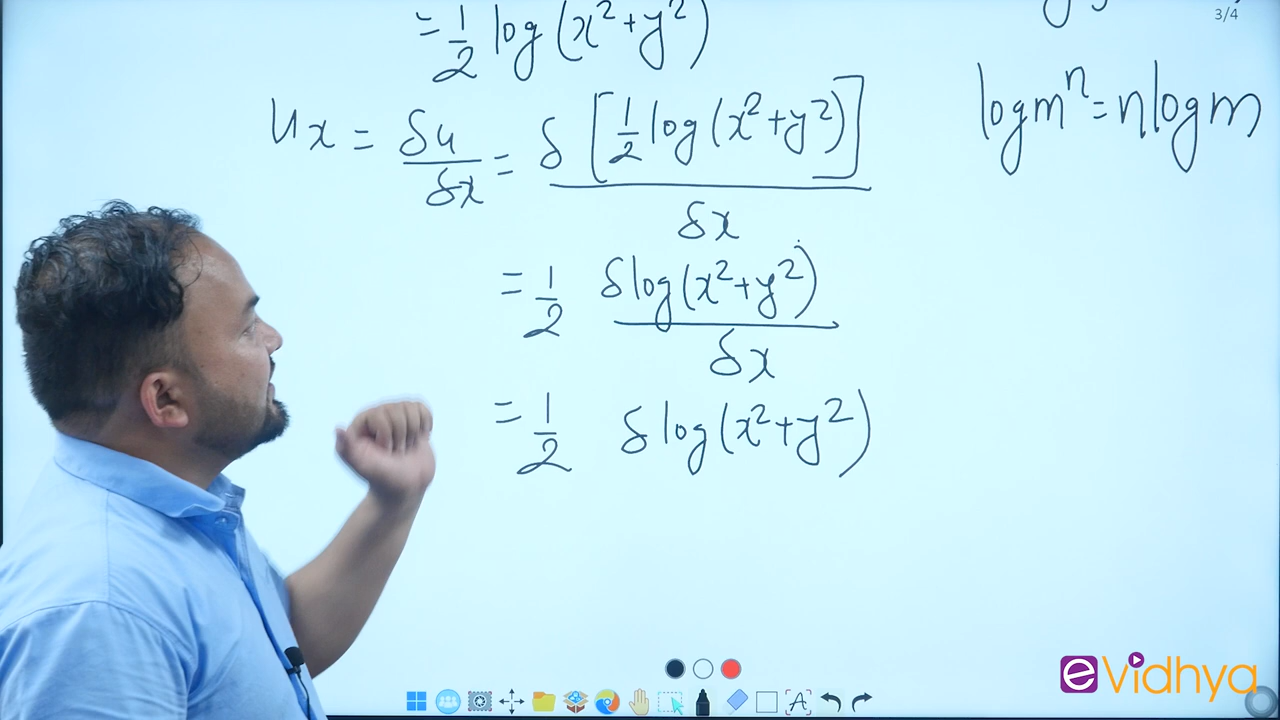 = 1/2 log (x² + y²)
3/4
log mⁿ = n log m
uₓ = δu/δx = δ [1/2 log (x² + y²)] / δx
= 1/2 δ log (x² + y²) / δx
= 1/2 δ log (x² + y²)
eVidhya